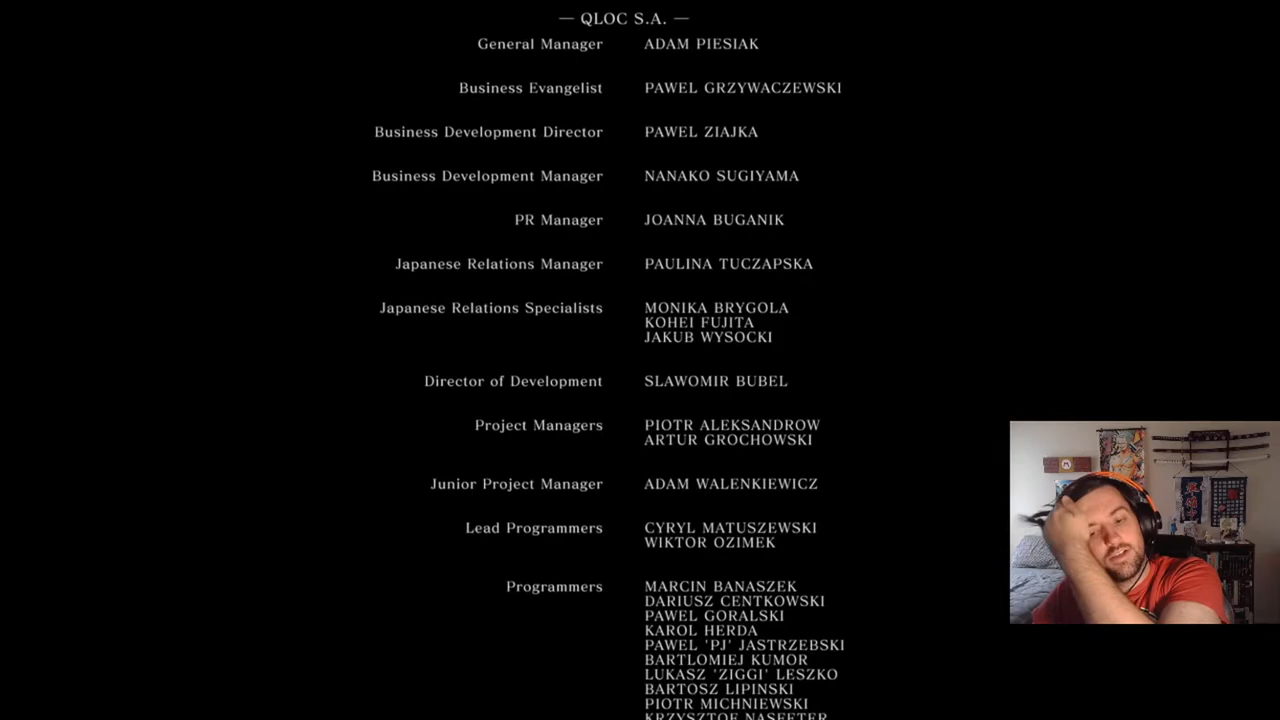 — QLOC S.A. —
General Manager ADAM PIESIAK
Business Evangelist PAWEL GRZYWACZEWSKI
Business Development Director PAWEL ZIAJKA
Business Development Manager NANAKO SUGIYAMA
PR Manager JOANNA BUGANIK
Japanese Relations Manager PAULINA TUCZAPSKA
Japanese Relations Specialists MONIKA BRYGOLA
KOHEI FUJITA
JAKUB WYSOCKI
Director of Development SLAWOMIR BUBEL
Project Managers PIOTR ALEKSANDROW
ARTUR GROCHOWSKI
Junior Project Manager ADAM WALENKIEWICZ
Lead Programmers CYRYL MATUSZEWSKI
WIKTOR OZIMEK
Programmers MARCIN BANASZEK
DARIUSZ CENTKOWSKI
PAWEL GORALSKI
KAROL HERDA
PAWEL 'PJ' JASTRZEBSKI
BARTLOMIEJ KUMOR
LUKASZ 'ZIGGI' LESZKO
BARTOSZ LIPINSKI
PIOTR MICHNIEWSKI
KRZYSZTOF